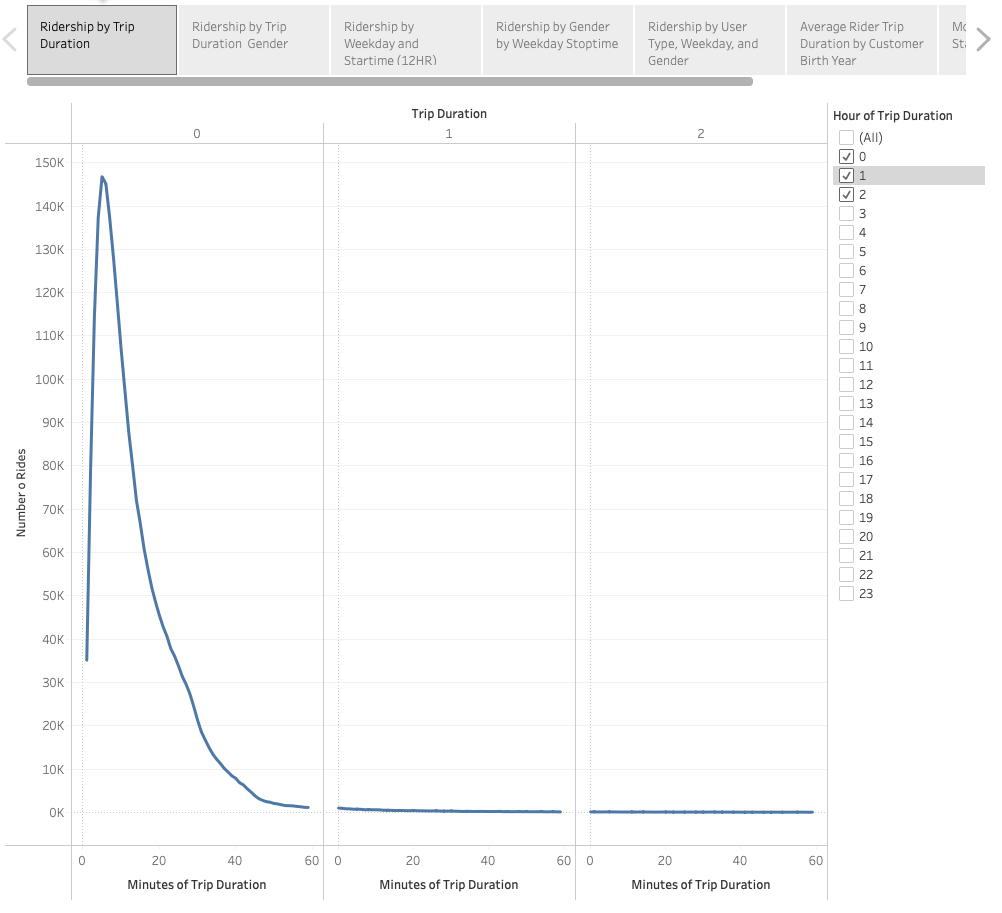 Ridership by Trip
Duration
Ridership by Trip
Duration Gender
Ridership by
Weekday and
Startime (12HR)
Ridership by Gender
by Weekday Stoptime
Ridership by User
Type, Weekday, and
Gender
Average Rider Trip
Duration by Customer
Birth Year
Trip Duration
0
1
2
150K
140K
130K
120K
110K
100K
90K
80K
70K
60K
50K
40K
30K
20K
10K
0K
Number o Rides
0 20 40 60
0 20 40 60
0 20 40 60
Minutes of Trip Duration
Minutes of Trip Duration
Minutes of Trip Duration
Hour of Trip Duration
(All)
0
1
2
3
4
5
6
7
8
9
10
11
12
13
14
15
16
17
18
19
20
21
22
23